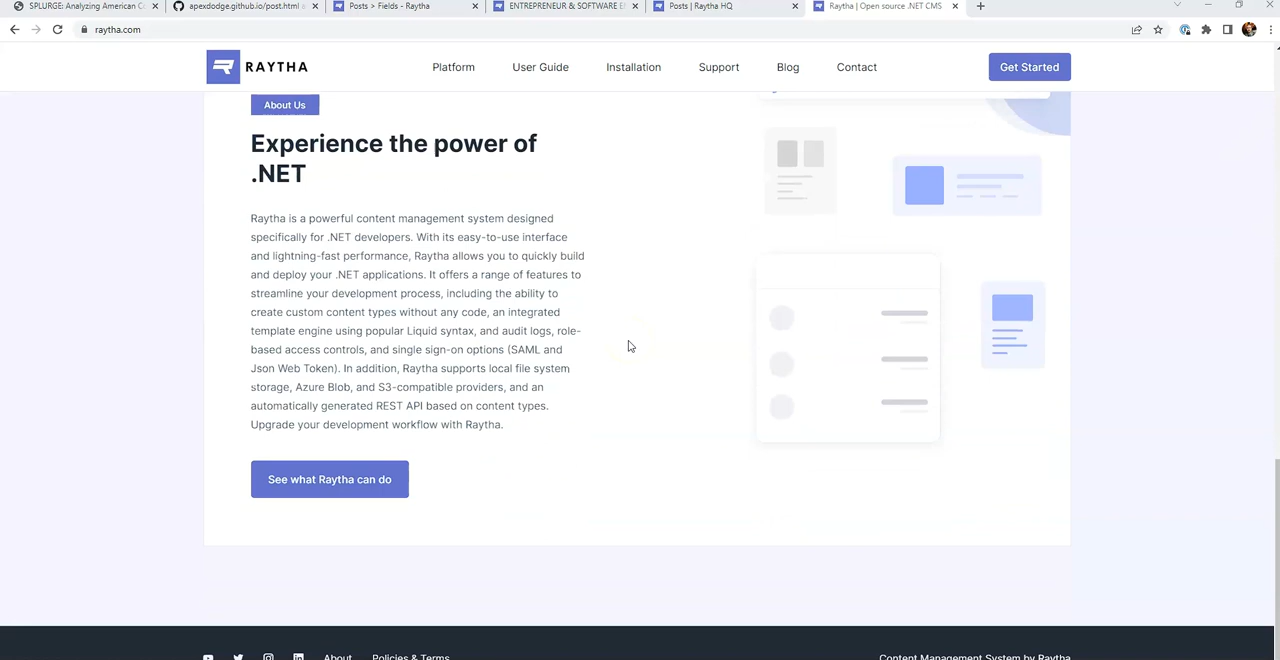 SPLURGE: Analyzing American C
apexdodge.github.io/post.html
Posts > Fields - Raytha
ENTREPRENEUR & SOFTWARE E
Posts | Raytha HQ
Raytha | Open source .NET CMS
raytha.com
RAYTHA
Platform
User Guide
Installation
Support
Blog
Contact
Get Started
About Us
Experience the power of
.NET
Raytha is a powerful content management system designed
specifically for .NET developers. With its easy-to-use interface
and lightning-fast performance, Raytha allows you to quickly build
and deploy your .NET applications. It offers a range of features to
streamline your development process, including the ability to
create custom content types without any code, an integrated
template engine using popular Liquid syntax, and audit logs, role-
based access controls, and single sign-on options (SAML and
Json Web Token). In addition, Raytha supports local file system
storage, Azure Blob, and S3-compatible providers, and an
automatically generated REST API based on content types.
Upgrade your development workflow with Raytha.
See what Raytha can do
About
Policies & Terms
Content Management System by Raytha